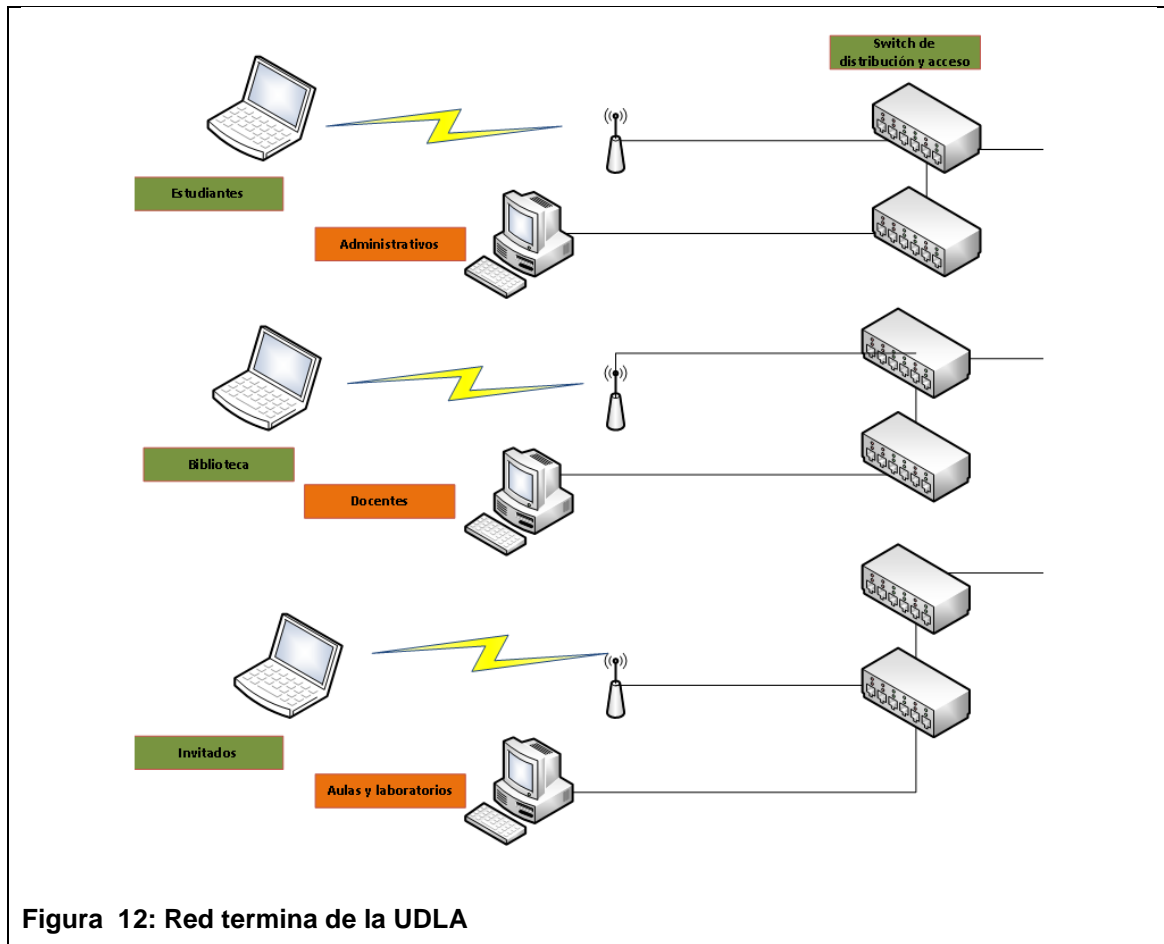 Switch de
distribución y acceso
Estudiantes
Administrativos
Biblioteca
Docentes
Invitados
Aulas y laboratorios
Figura 12: Red termina de la UDLA